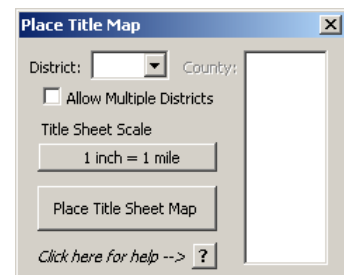 Place Title Map
District: County:
Allow Multiple Districts
Title Sheet Scale
1 inch = 1 mile
Place Title Sheet Map
Click here for help --> ?